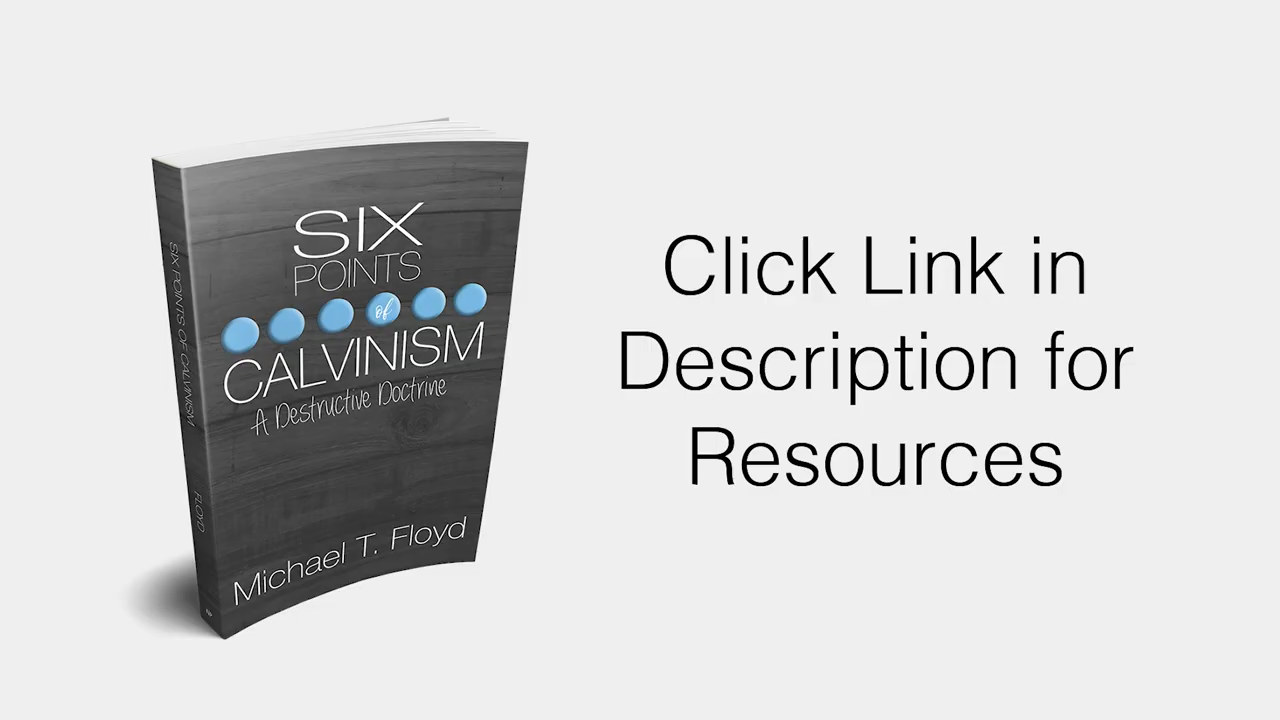 SIX
POINTS
of
CALVINISM
A Destructive Doctrine
Michael T. Floyd
SIX POINTS OF CALVINISM
FLOYD
Click Link in
Description for
Resources